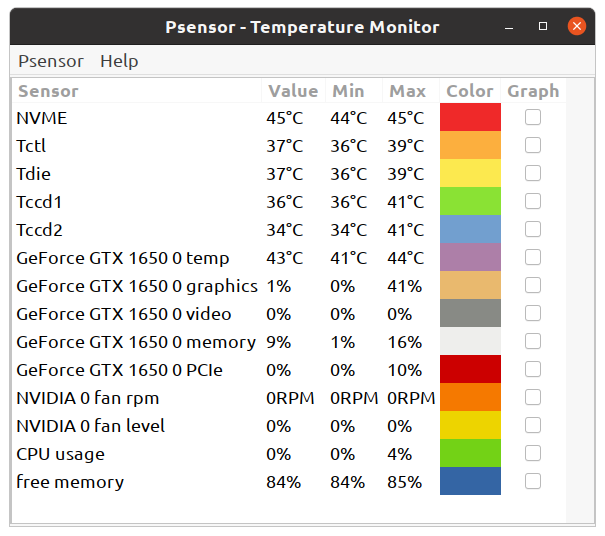 Psensor - Temperature Monitor
Psensor Help
Sensor Value Min Max Color Graph
NVME 45°C 44°C 45°C
Tctl 37°C 36°C 39°C
Tdie 37°C 36°C 39°C
Tccd1 36°C 36°C 41°C
Tccd2 34°C 34°C 41°C
GeForce GTX 1650 0 temp 43°C 41°C 44°C
GeForce GTX 1650 0 graphics 1% 0% 41%
GeForce GTX 1650 0 video 0% 0% 0%
GeForce GTX 1650 0 memory 9% 1% 16%
GeForce GTX 1650 0 PCIe 0% 0% 10%
NVIDIA 0 fan rpm 0RPM 0RPM 0RPM
NVIDIA 0 fan level 0% 0% 0%
CPU usage 0% 0% 4%
free memory 84% 84% 85%